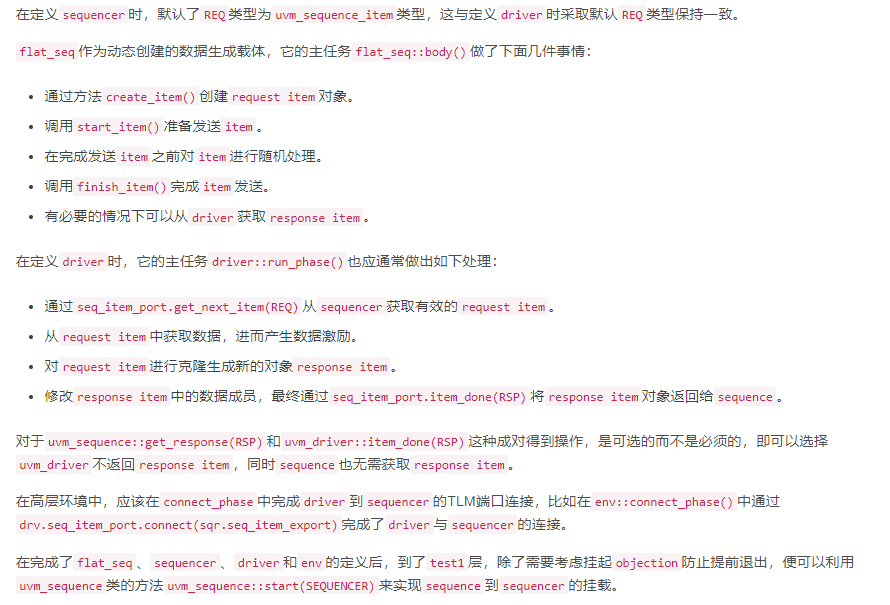 在定义 sequencer 时，默认了 REQ 类型为 uvm_sequence_item 类型，这与定义 driver 时采取默认 REQ 类型保持一致。
flat_seq 作为动态创建的数据生成载体，它的主任务 flat_seq::body() 做了下面几件事情：
• 通过方法 create_item() 创建 request item 对象。
• 调用 start_item() 准备发送 item 。
• 在完成发送 item 之前对 item 进行随机处理。
• 调用 finish_item() 完成 item 发送。
• 有必要的情况下可以从 driver 获取 response item 。
在定义 driver 时，它的主任务 driver::run_phase() 也应通常做出如下处理：
• 通过 seq_item_port.get_next_item(REQ) 从 sequencer 获取有效的 request item 。
• 从 request item 中获取数据，进而产生数据激励。
• 对 request item 进行克隆生成新的对象 response item 。
• 修改 response item 中的数据成员，最终通过 seq_item_port.item_done(RSP) 将 response item 对象返回给 sequence 。
对于 uvm_sequence::get_response(RSP) 和 uvm_driver::item_done(RSP) 这种成对得到操作，是可选的而不是必须的，即可以选择
uvm_driver 不返回 response item ，同时 sequence 也无需获取 response item 。
在高层环境中，应该在 connect_phase 中完成 driver 到 sequencer 的TLM端口连接，比如在 env::connect_phase() 中通过
drv.seq_item_port.connect(sqr.seq_item_export) 完成了 driver 与 sequencer 的连接。
在完成了 flat_seq 、 sequencer 、 driver 和 env 的定义后，到了 test1 层，除了需要考虑挂起 objection 防止提前退出，便可以利用
uvm_sequence 类的方法 uvm_sequence::start(SEQUENCER) 来实现 sequence 到 sequencer 的挂载。